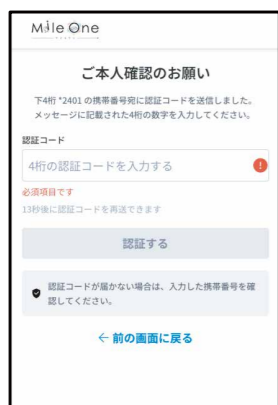 Mile One
ご本人確認のお願い
下4桁 *2401 の携帯番号宛に認証コードを送信しました。
メッセージに記載された4桁の数字を入力してください。
認証コード
4桁の認証コードを入力する
必須項目です
13秒後に認証コードを再送できます
認証する
認証コードが届かない場合は、入力した携帯番号を確
認してください。
← 前の画面に戻る